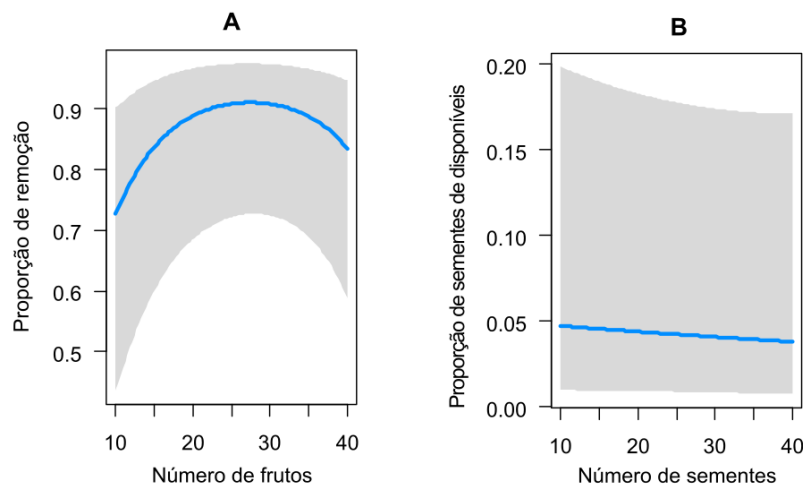 A
Proporção de remoção
0.9
0.8
0.7
0.6
0.5
10 20 30 40
Número de frutos
B
Proporção de sementes de disponíveis
0.20
0.15
0.10
0.05
0.00
10 20 30 40
Número de sementes